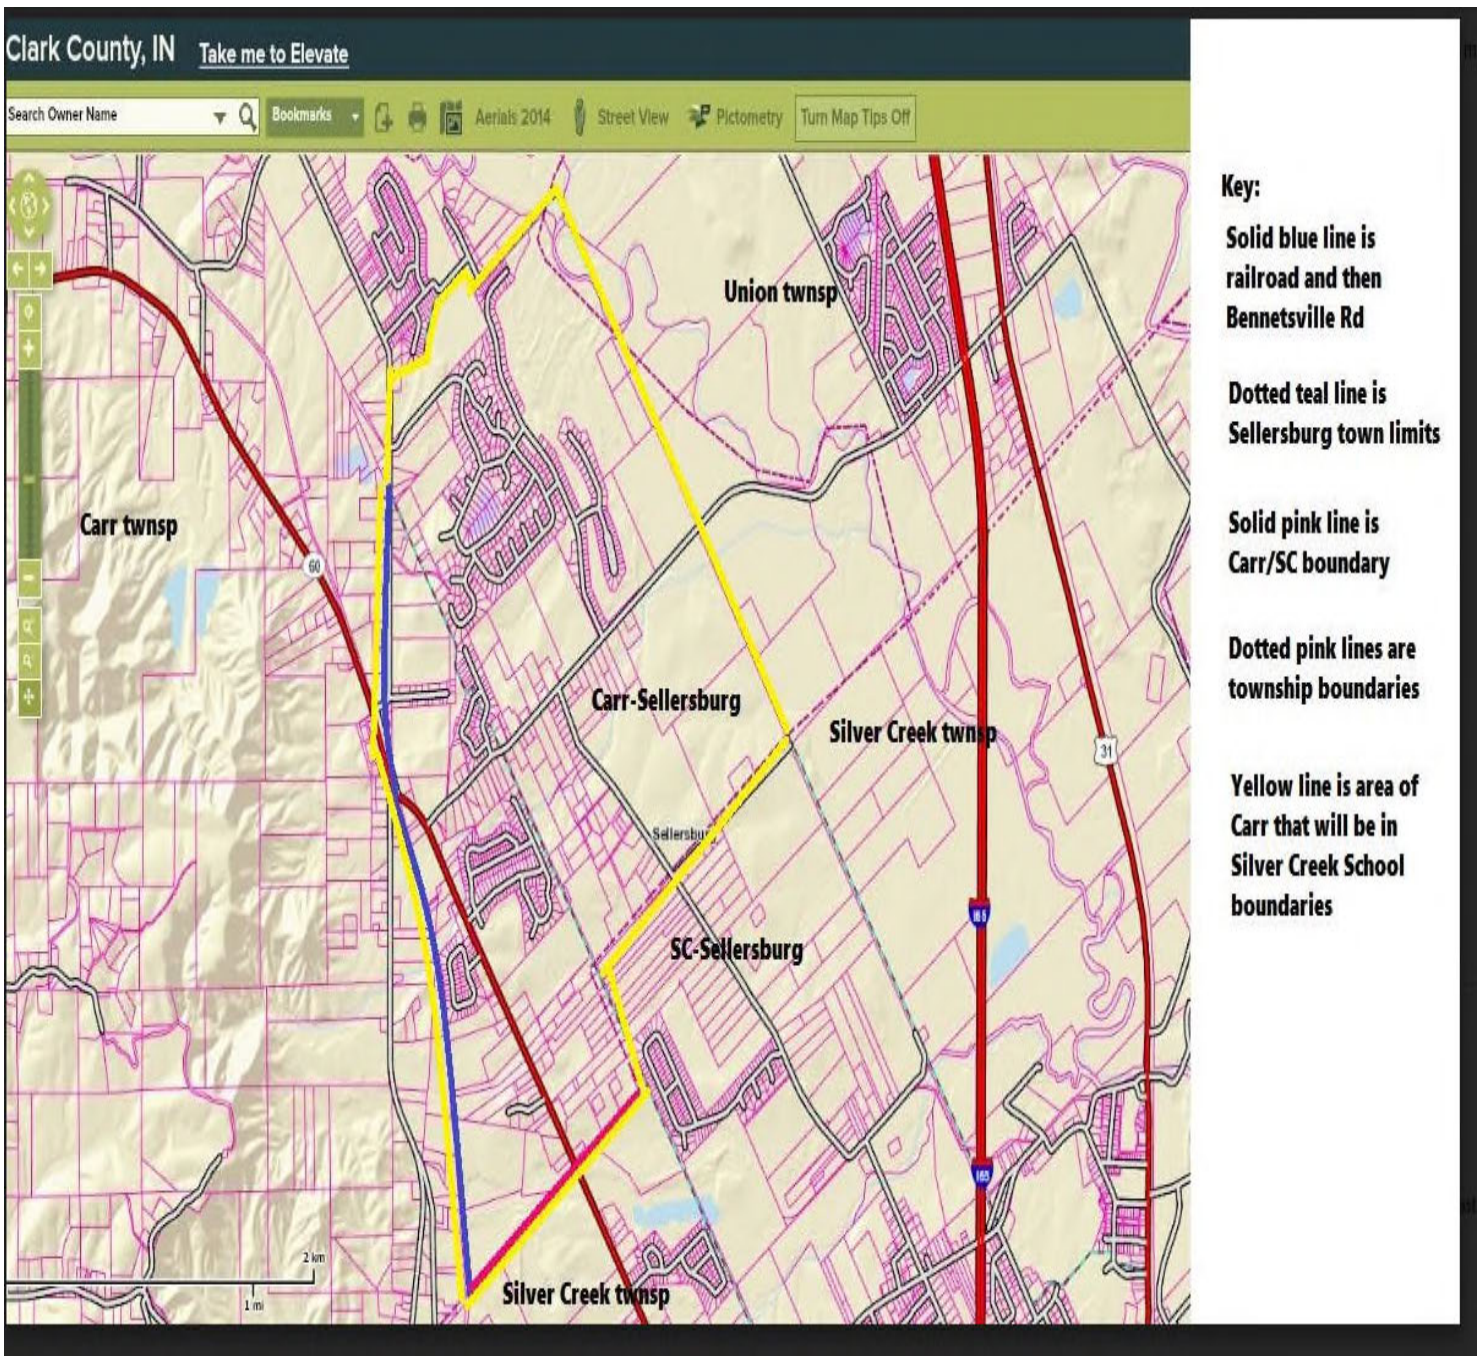 Clark County, IN Take me to Elevate
Search Owner Name Bookmarks Aerials 2014 Street View Pictometry Turn Map Tips Off
Key:
Solid blue line is
railroad and then
Bennetsville Rd
Dotted teal line is
Sellersburg town limits
Solid pink line is
Carr/SC boundary
Dotted pink lines are
township boundaries
Yellow line is area of
Carr that will be in
Silver Creek School
boundaries
Union twnsp
Carr twnsp
60
Carr-Sellersburg
Silver Creek twnsp
31
Sellersbu
I65
SC-Sellersburg
I65
2 km
1 mi
Silver Creek twnsp